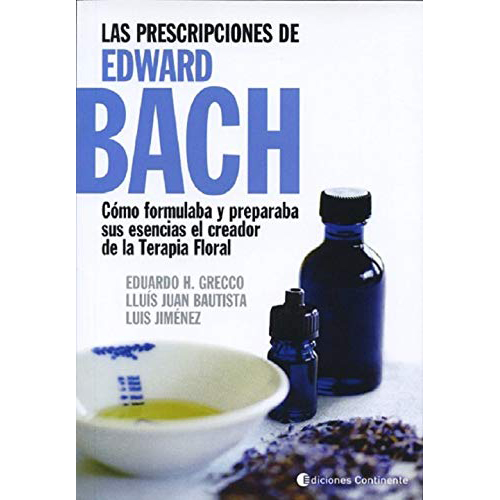 LAS PRESCRIPCIONES DE
EDWARD
BACH
Cómo formulaba y preparaba
sus esencias el creador
de la Terapia Floral
EDUARDO H. GRECCO
LLUÍS JUAN BAUTISTA
LUIS JIMÉNEZ
Ediciones Continente